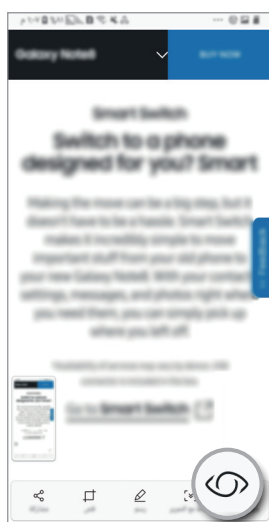 Galaxy Note8
BUY NOW
Smart Switch
Switch to a phone
designed for you? Smart
Making the move can be a big step, but it
doesn't have to be a hassle. Smart Switch
makes it incredibly simple to move
important stuff from your old phone to
your new Galaxy Note8. With your contacts,
settings, messages, and photos right where
you need them, you can simply pick up
where you left off.
Feedback
Go to Smart Switch
مشاركة
قص
رسم